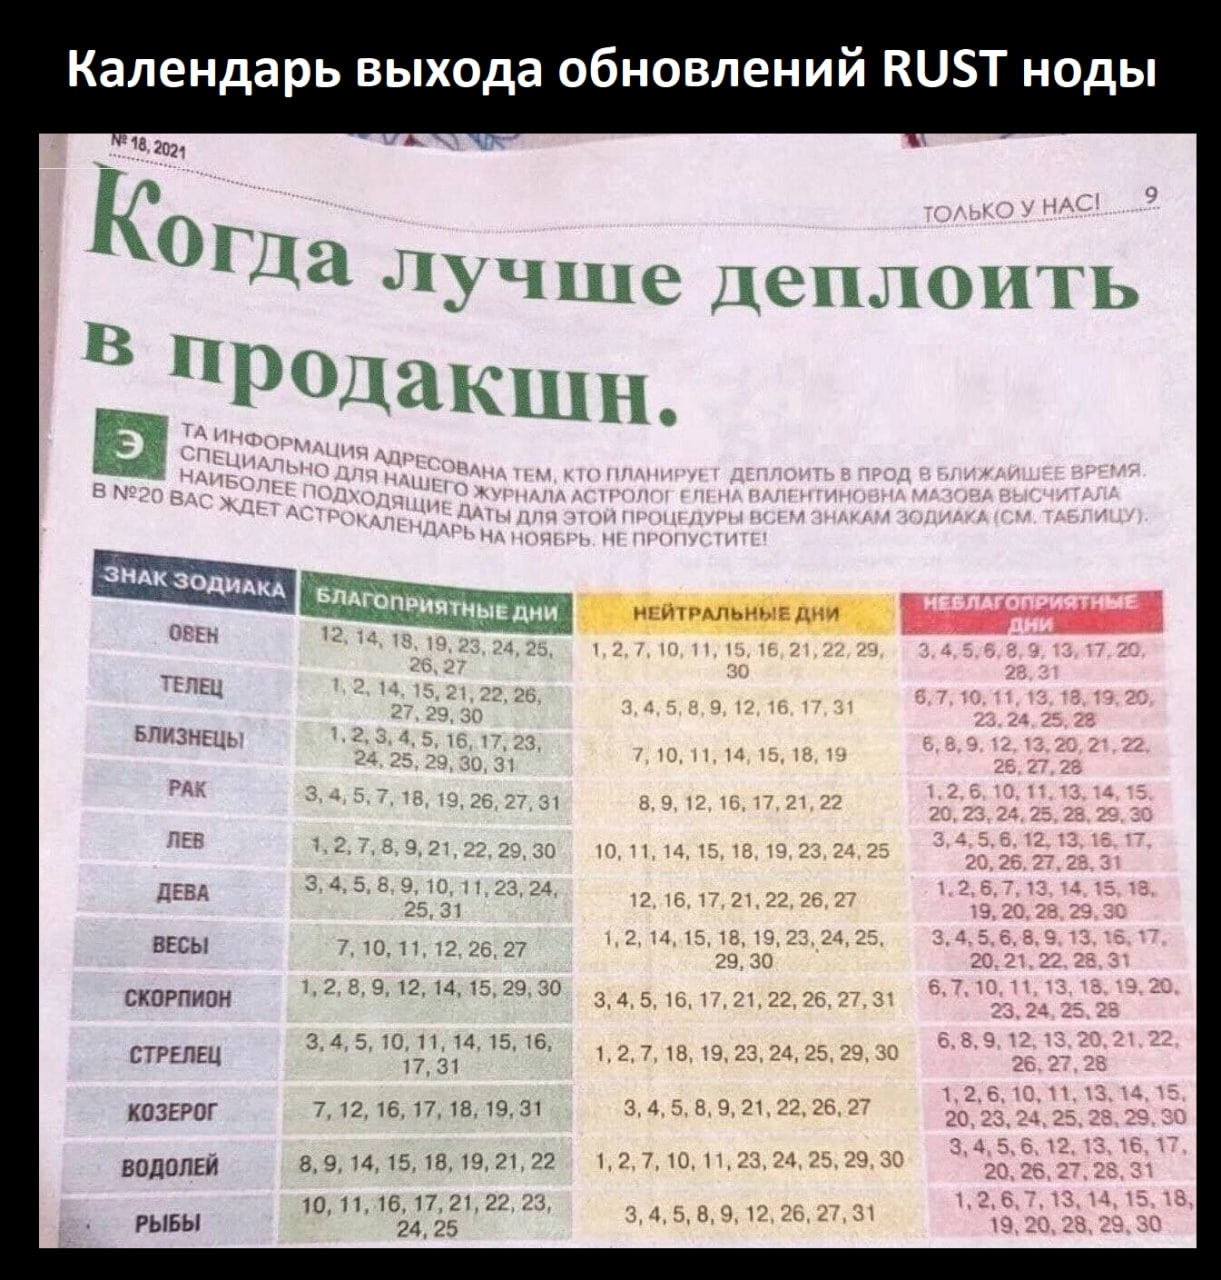 Календарь выхода обновлений RUST ноды
№ 18, 2021
ТОЛЬКО У НАС! 9
Когда лучше деплоить
в продакшн.
ЭТА ИНФОРМАЦИЯ АДРЕСОВАНА ТЕМ, КТО ПЛАНИРУЕТ ДЕПЛОИТЬ В ПРОД В БЛИЖАЙШЕЕ ВРЕМЯ.
СПЕЦИАЛЬНО ДЛЯ НАШЕГО ЖУРНАЛА АСТРОЛОГ ЕЛЕНА ВАЛЕНТИНОВНА МАЗОВА ВЫСЧИТАЛА
НАИБОЛЕЕ ПОДХОДЯЩИЕ ДАТЫ ДЛЯ ЭТОЙ ПРОЦЕДУРЫ ВСЕМ ЗНАКАМ ЗОДИАКА (СМ. ТАБЛИЦУ).
В №20 ВАС ЖДЕТ АСТРОКАЛЕНДАРЬ НА НОЯБРЬ. НЕ ПРОПУСТИТЕ!
ЗНАК ЗОДИАКА БЛАГОПРИЯТНЫЕ ДНИ НЕЙТРАЛЬНЫЕ ДНИ НЕБЛАГОПРИЯТНЫЕ
ДНИ
ОВЕН 12, 14, 18, 19, 23, 24, 25, 1, 2, 7, 10, 11, 15, 16, 21, 22, 29, 3, 4, 5, 6, 8, 9, 13, 17, 20,
26, 27 30 28, 31
ТЕЛЕЦ 1, 2, 14, 15, 21, 22, 26, 3, 4, 5, 8, 9, 12, 16, 17, 31 6, 7, 10, 11, 13, 18, 19, 20,
27, 29, 30 23, 24, 25, 28
БЛИЗНЕЦЫ 1, 2, 3, 4, 5, 16, 17, 23, 7, 10, 11, 14, 15, 18, 19 6, 8, 9, 12, 13, 20, 21, 22,
24, 25, 29, 30, 31 26, 27, 28
РАК 3, 4, 5, 7, 18, 19, 26, 27, 31 8, 9, 12, 16, 17, 21, 22 1, 2, 6, 10, 11, 13, 14, 15,
20, 23, 24, 25, 28, 29, 30
ЛЕВ 1, 2, 7, 8, 9, 21, 22, 29, 30 10, 11, 14, 15, 18, 19, 23, 24, 25 3, 4, 5, 6, 12, 13, 16, 17,
20, 26, 27, 28, 31
ДЕВА 3, 4, 5, 8, 9, 10, 11, 23, 24, 12, 16, 17, 21, 22, 26, 27 1, 2, 6, 7, 13, 14, 15, 18,
25, 31 19, 20, 28, 29, 30
ВЕСЫ 7, 10, 11, 12, 26, 27 1, 2, 14, 15, 18, 19, 23, 24, 25, 3, 4, 5, 6, 8, 9, 13, 16, 17,
29, 30 20, 21, 22, 28, 31
СКОРПИОН 1, 2, 8, 9, 12, 14, 15, 29, 30 3, 4, 5, 16, 17, 21, 22, 26, 27, 31 6, 7, 10, 11, 13, 18, 19, 20,
23, 24, 25, 28
СТРЕЛЕЦ 3, 4, 5, 10, 11, 14, 15, 16, 1, 2, 7, 18, 19, 23, 24, 25, 29, 30 6, 8, 9, 12, 13, 20, 21, 22,
17, 31 26, 27, 28
КОЗЕРОГ 7, 12, 16, 17, 18, 19, 31 3, 4, 5, 8, 9, 21, 22, 26, 27 1, 2, 6, 10, 11, 13, 14, 15,
20, 23, 24, 25, 28, 29, 30
ВОДОЛЕЙ 8, 9, 14, 15, 18, 19, 21, 22 1, 2, 7, 10, 11, 23, 24, 25, 29, 30 3, 4, 5, 6, 12, 13, 16, 17,
20, 26, 27, 28, 31
РЫБЫ 10, 11, 16, 17, 21, 22, 23, 3, 4, 5, 8, 9, 12, 26, 27, 31 1, 2, 6, 7, 13, 14, 15, 18,
24, 25 19, 20, 28, 29, 30